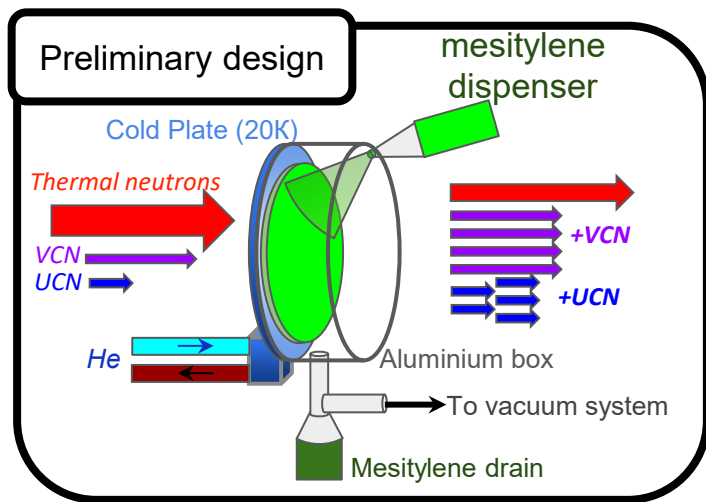 Preliminary design
mesitylene
dispenser
Cold Plate (20K)
Thermal neutrons
VCN
UCN
+VCN
+UCN
He
Aluminium box
To vacuum system
Mesitylene drain